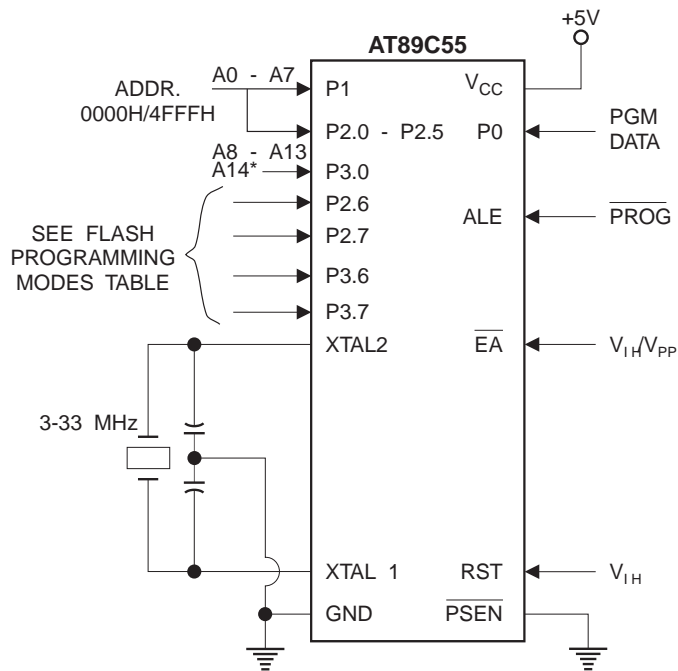 +5V
AT89C55
A0 - A7
ADDR.
0000H/4FFFH
P1
VCC
P2.0 - P2.5
P0
PGM
DATA
A8 - A13
A14*
P3.0
P2.6
ALE
PROG
P2.7
SEE FLASH
PROGRAMMING
MODES TABLE
P3.6
P3.7
XTAL2
EA
VIH/VPP
3-33 MHz
XTAL 1
RST
VIH
GND
PSEN